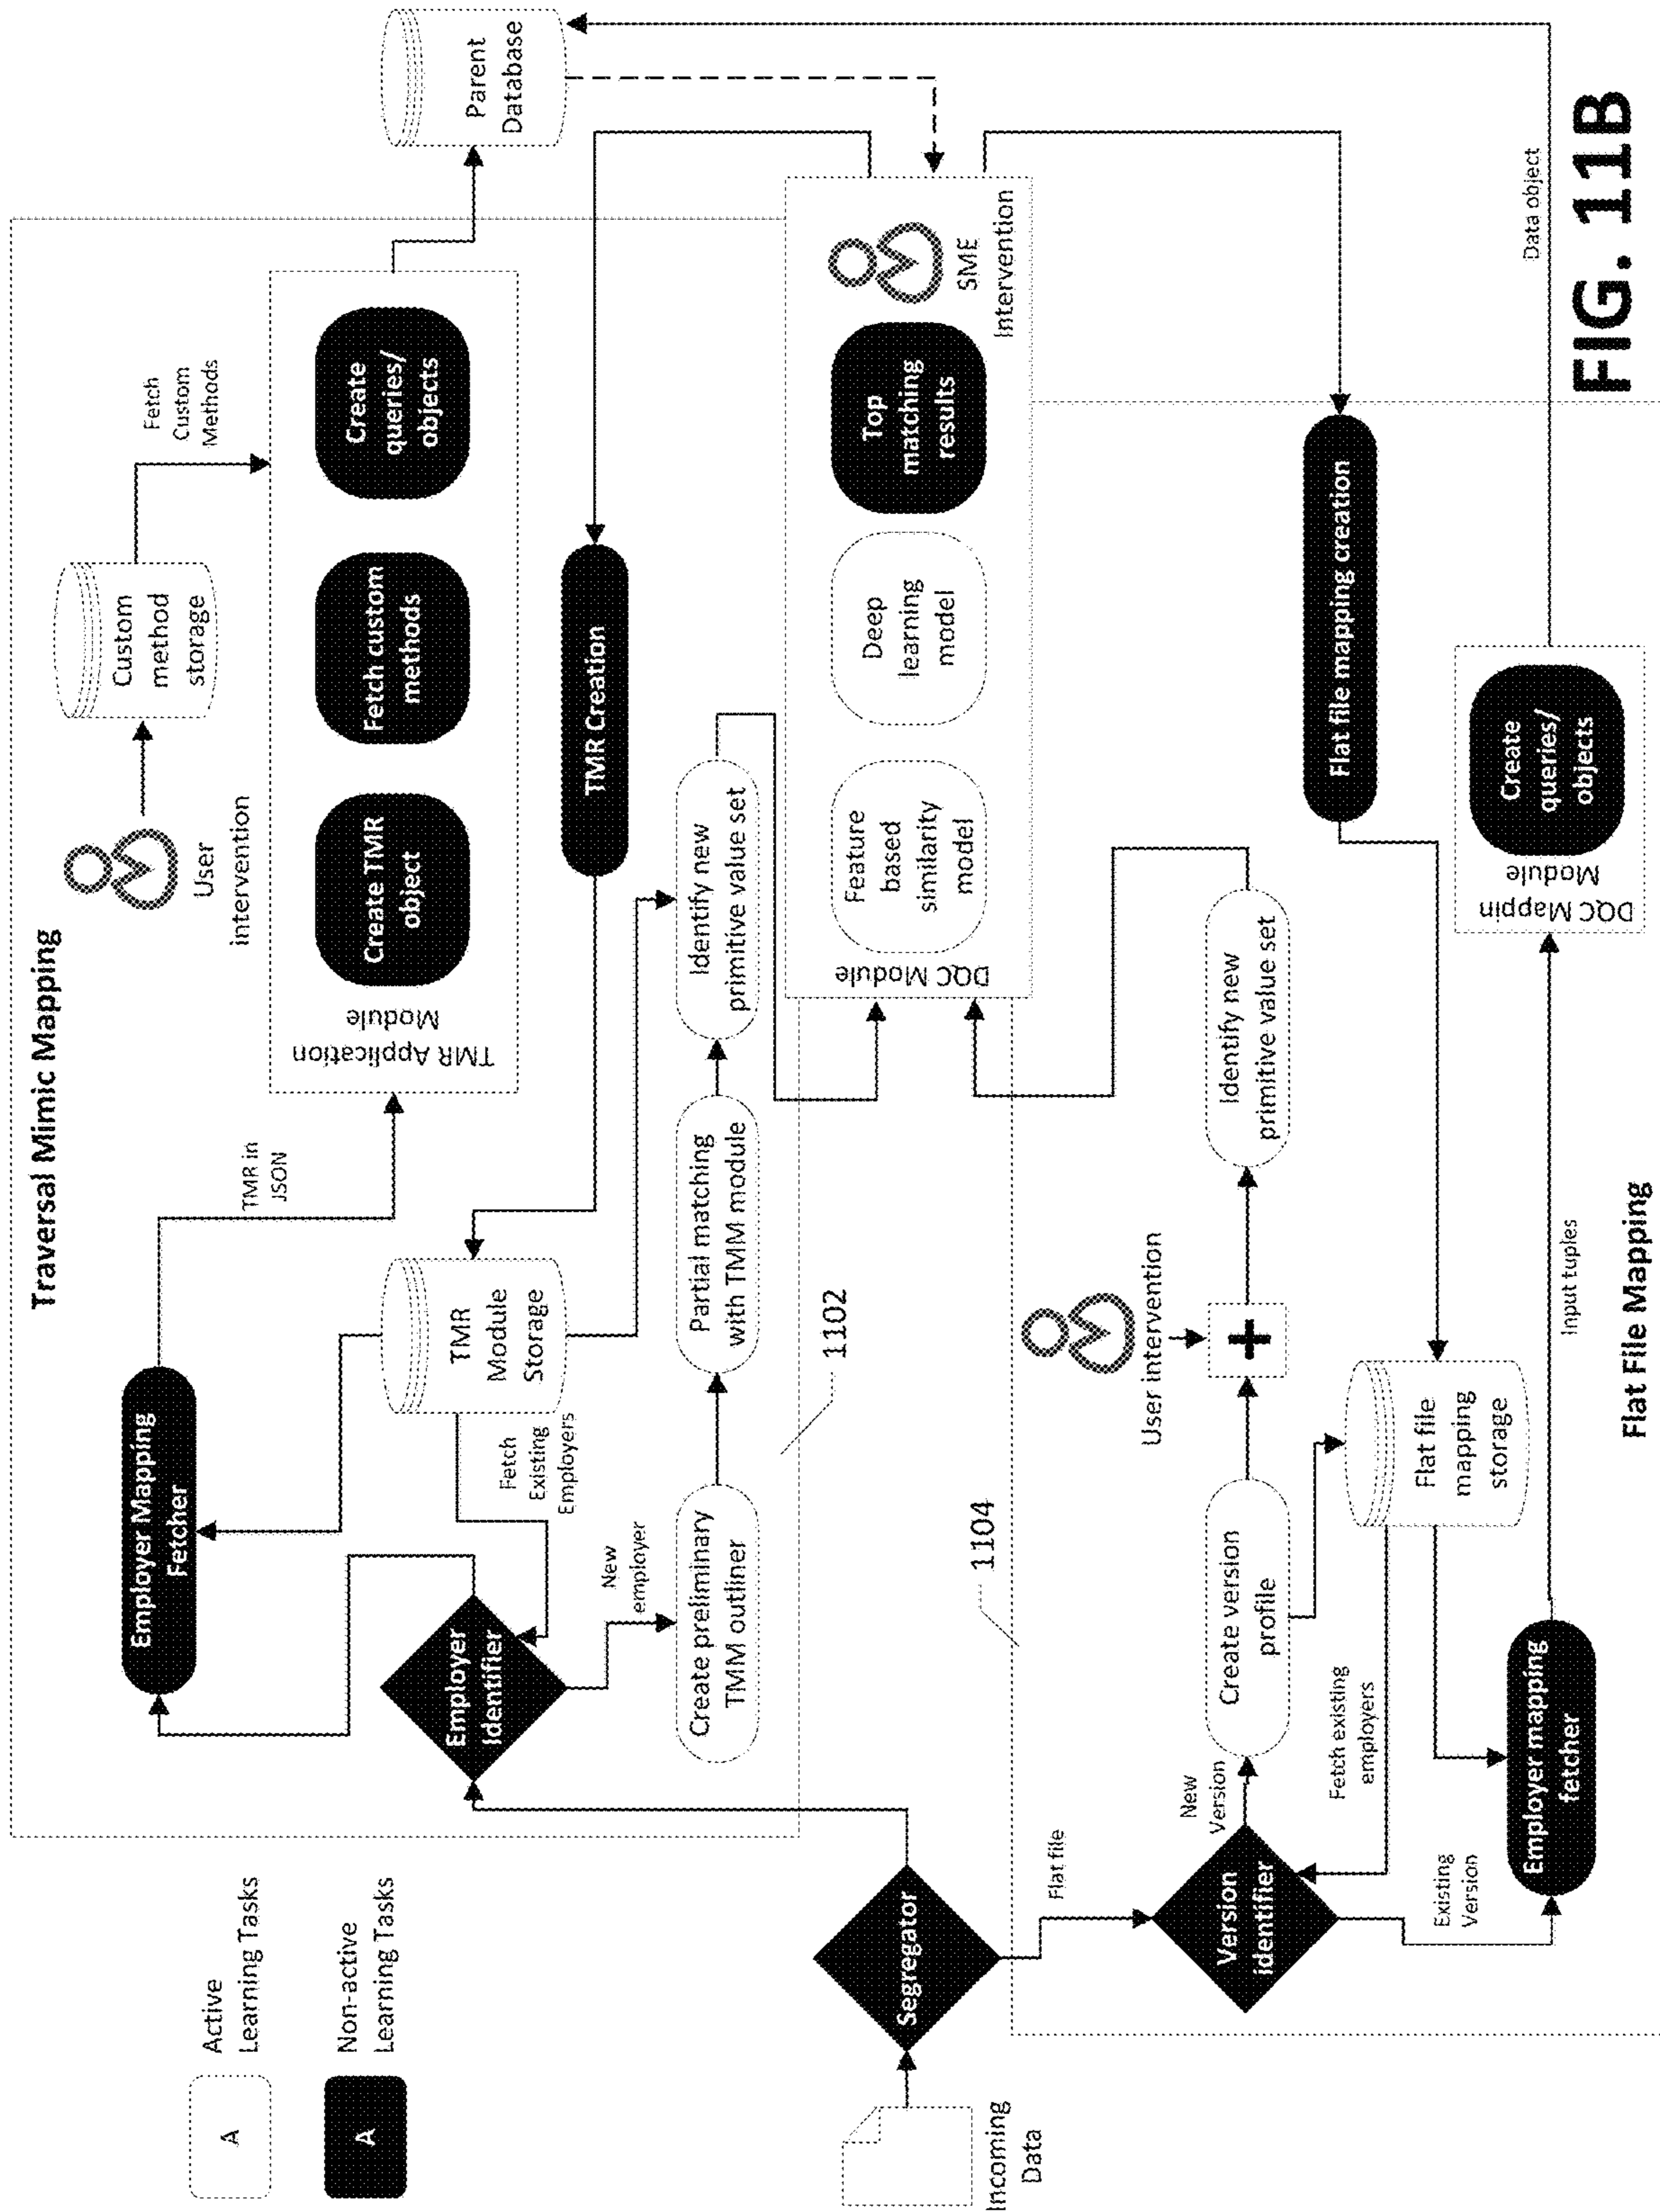 Active
Learning Tasks
A
Non-active
Learning Tasks
A
Traversal Mimic Mapping
Incoming
Data
Segregator
Employer
Identifier
Employer Mapping
Fetcher
TMR in
JSON
TMR
Module
Storage
Fetch
Existing
Employers
New
employer
Create preliminary
TMM outliner
Partial matching
with TMM module
Identify new
primitive value set
1102
User
intervention
Custom
method
storage
Fetch
Custom
Methods
TMR Application
Module
Create TMR
object
Fetch custom
methods
Create
queries/
objects
Parent
Database
TMR Creation
DQC Module
Feature
based
similarity
model
Deep
learning
model
Top
matching
results
SME
Intervention
1104
Flat file
Version
identifier
New
Version
Create version
profile
User intervention
+
Identify new
primitive value set
Fetch existing
employers
Existing
Version
Flat file
mapping
storage
Employer mapping
fetcher
Flat file mapping creation
Input tuples
DQC Mappin
Module
Create
queries/
objects
Data object
Flat File Mapping
FIG. 11B